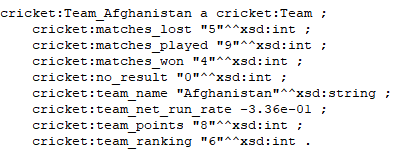 cricket:Team_Afghanistan a cricket:Team ;
    cricket:matches_lost "5"^^xsd:int ;
    cricket:matches_played "9"^^xsd:int ;
    cricket:matches_won "4"^^xsd:int ;
    cricket:no_result "0"^^xsd:int ;
    cricket:team_name "Afghanistan"^^xsd:string ;
    cricket:team_net_run_rate -3.36e-01 ;
    cricket:team_points "8"^^xsd:int ;
    cricket:team_ranking "6"^^xsd:int .